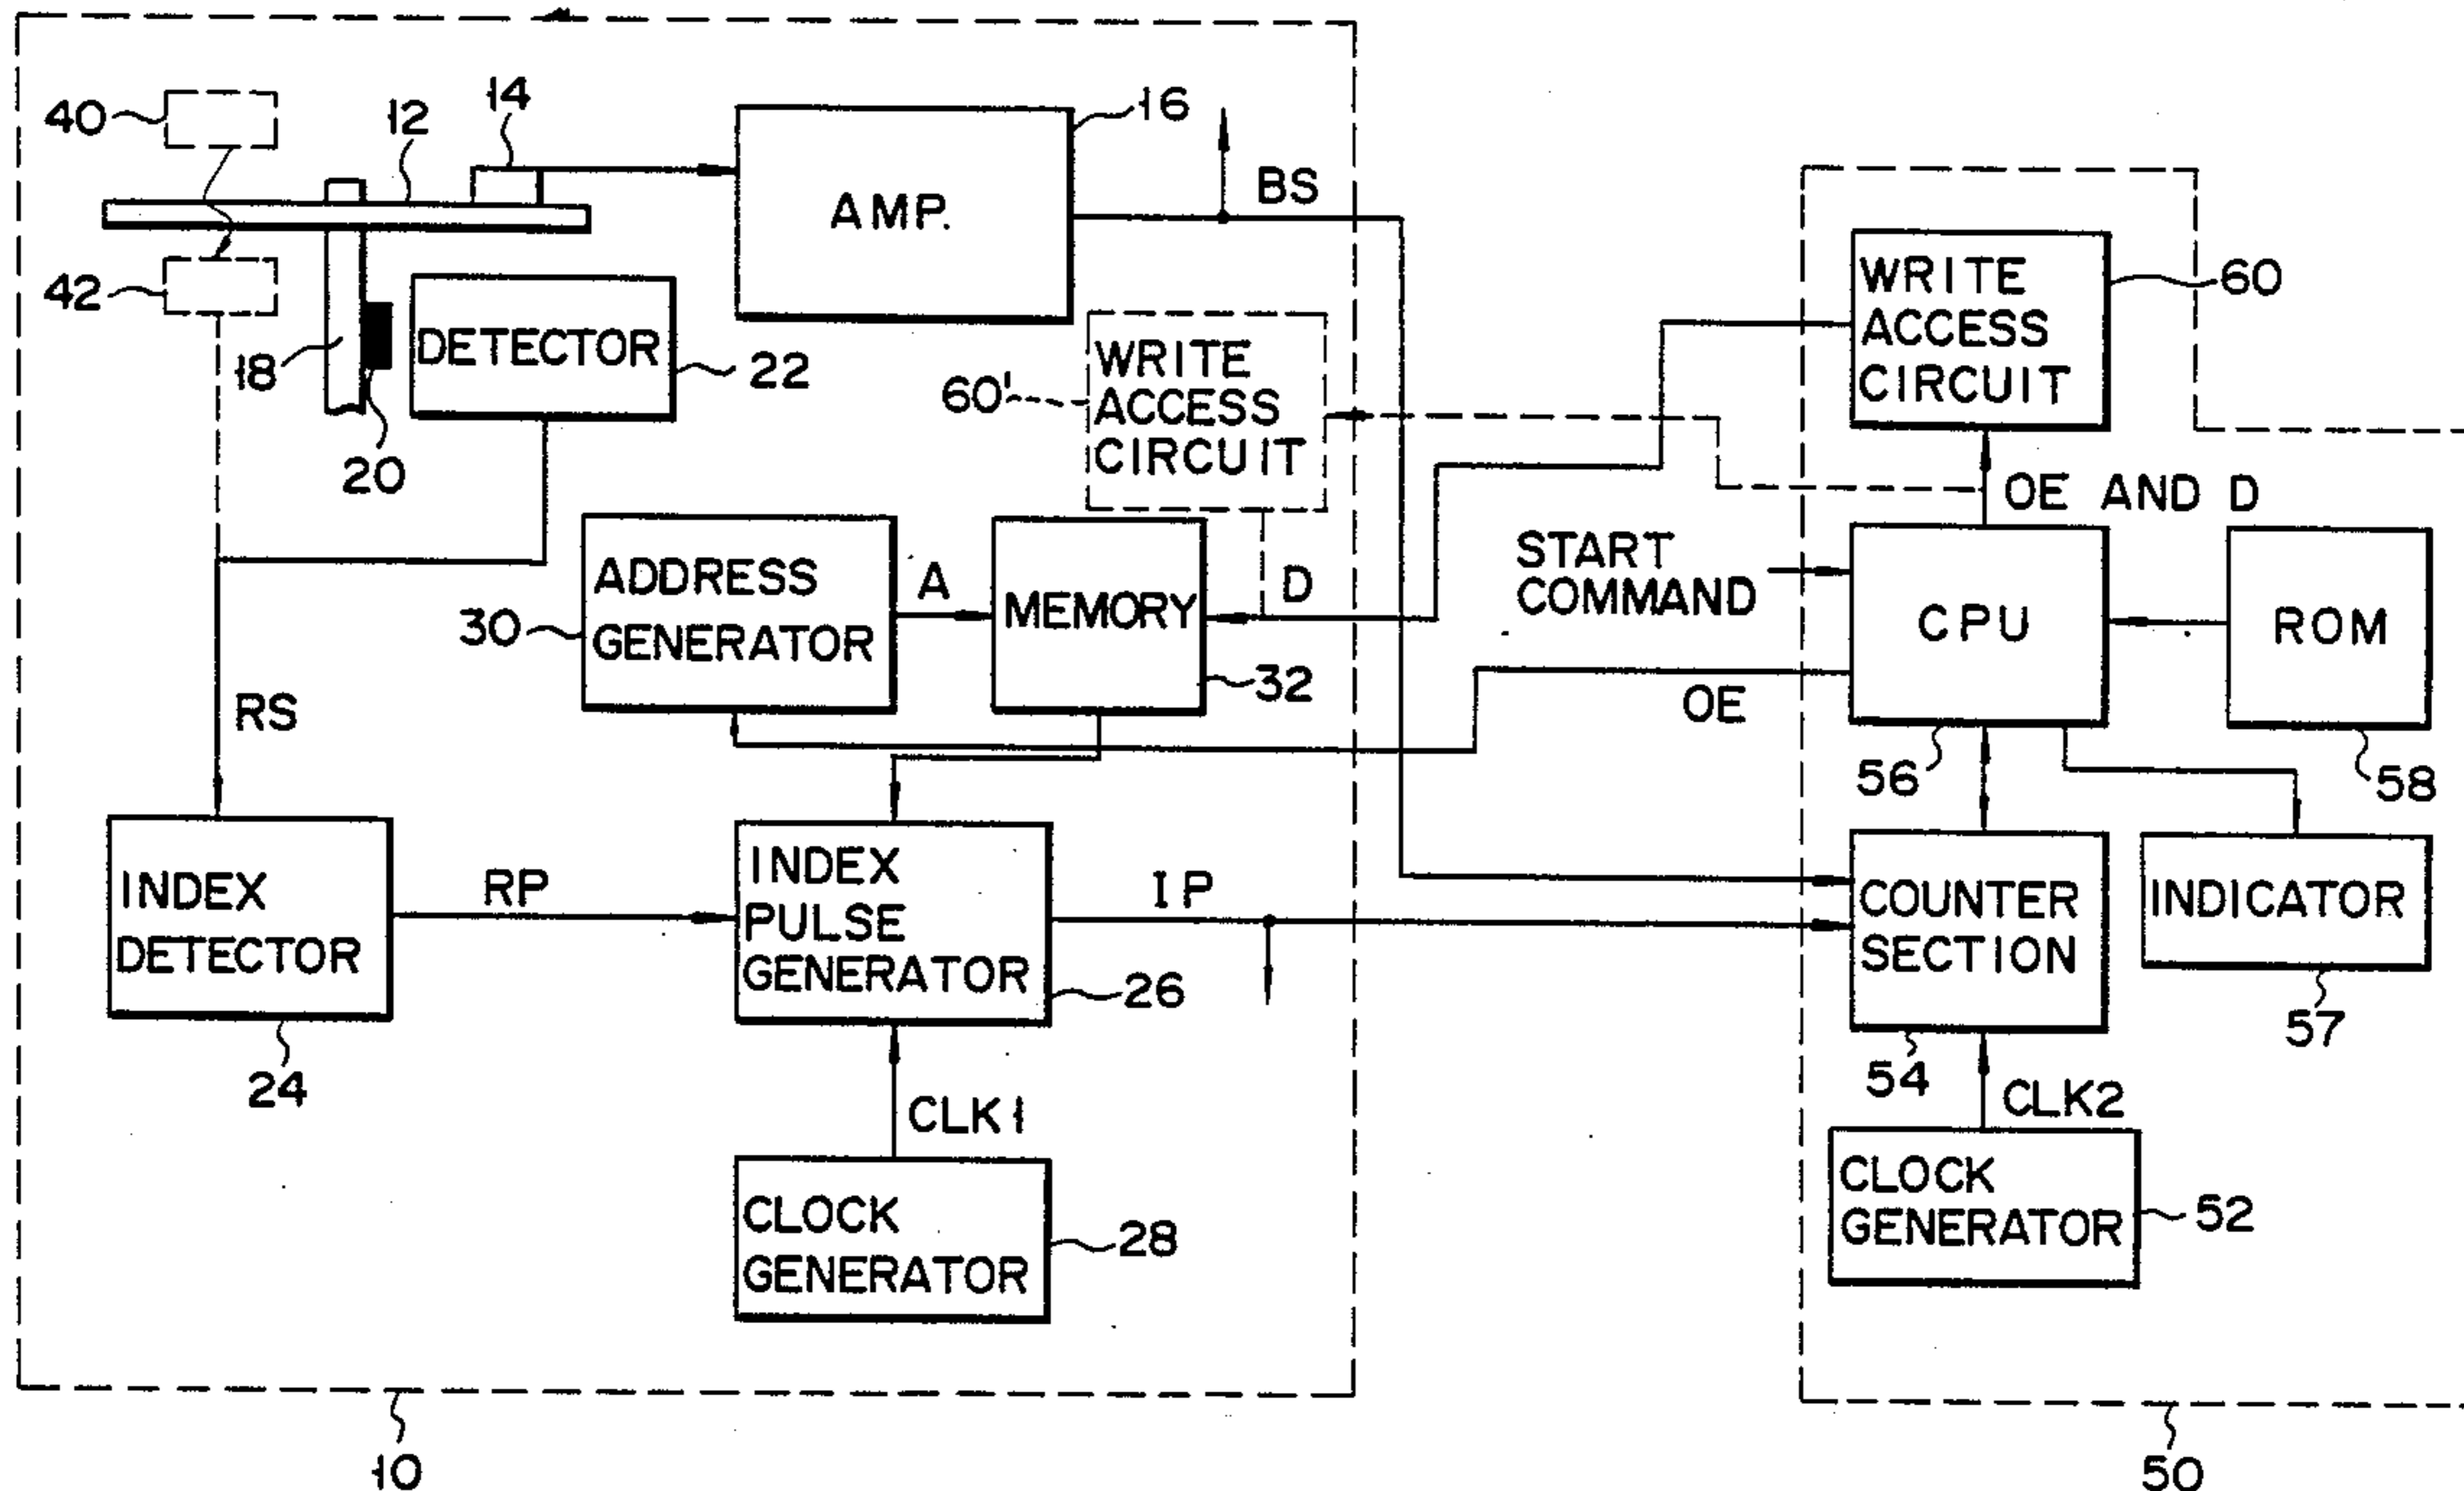 40
12
14
16
AMP.
BS
42
18
20
DETECTOR
22
60'
WRITE
ACCESS
CIRCUIT
WRITE
ACCESS
CIRCUIT
60
OE AND D
START
COMMAND
CPU
ROM
56
58
OE
30
ADDRESS
GENERATOR
A
MEMORY
D
32
RS
INDEX
DETECTOR
24
RP
INDEX
PULSE
GENERATOR
26
IP
COUNTER
SECTION
54
INDICATOR
57
CLK1
CLOCK
GENERATOR
28
CLK2
CLOCK
GENERATOR
52
10
50